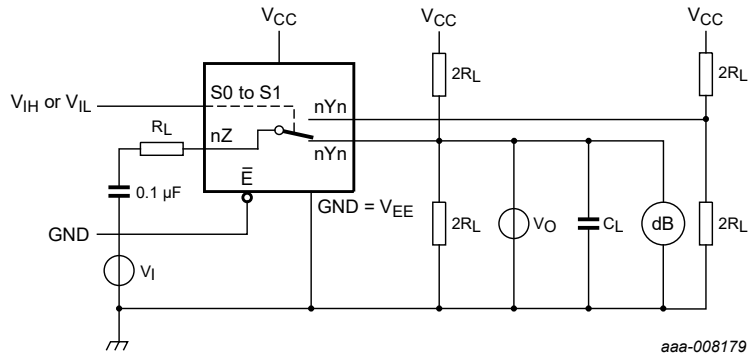 VCC
VCC
VCC
2RL
2RL
S0 to S1
VIH or VIL
nYn
RL
nZ
nYn
E̅
0.1 µF
GND = VEE
GND
2RL
VO
CL
dB
2RL
VI
aaa-008179